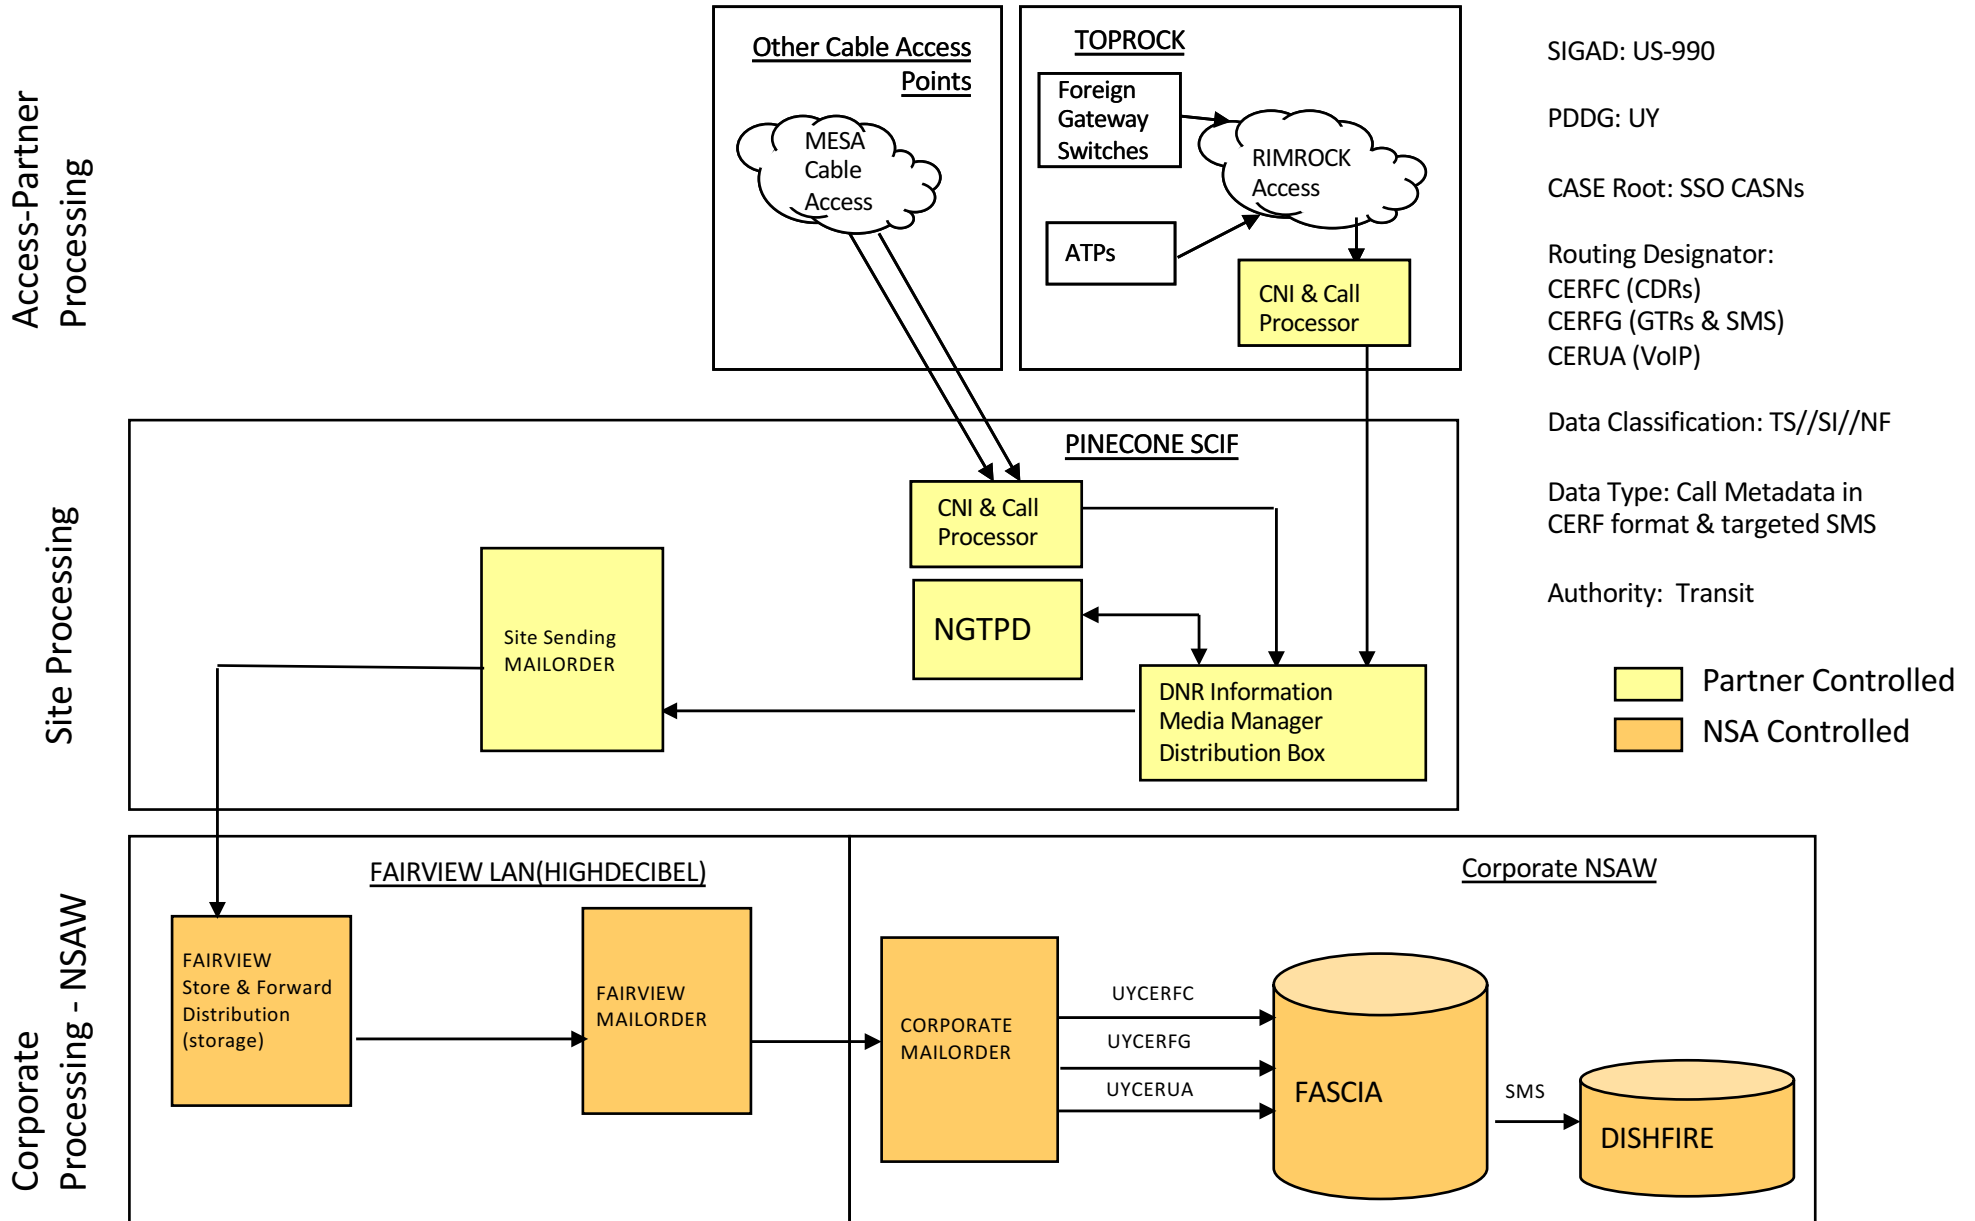 Access-Partner
Processing
Other Cable Access
Points
MESA
Cable
Access
TOPROCK
Foreign
Gateway
Switches
ATPs
RIMROCK
Access
CNI & Call
Processor
SIGAD: US-990
PDDG: UY
CASE Root: SSO CASNs
Routing Designator:
CERFC (CDRs)
CERFG (GTRs & SMS)
CERUA (VoIP)
Data Classification: TS//SI//NF
Data Type: Call Metadata in
CERF format & targeted SMS
Authority: Transit
Partner Controlled
NSA Controlled
Site Processing
PINECONE SCIF
CNI & Call
Processor
NGTPD
Site Sending
MAILORDER
DNR Information
Media Manager
Distribution Box
Corporate
Processing - NSAW
FAIRVIEW LAN(HIGHDECIBEL)
FAIRVIEW
Store & Forward
Distribution
(storage)
FAIRVIEW
MAILORDER
Corporate NSAW
CORPORATE
MAILORDER
UYCERFC
UYCERFG
UYCERUA
FASCIA
SMS
DISHFIRE